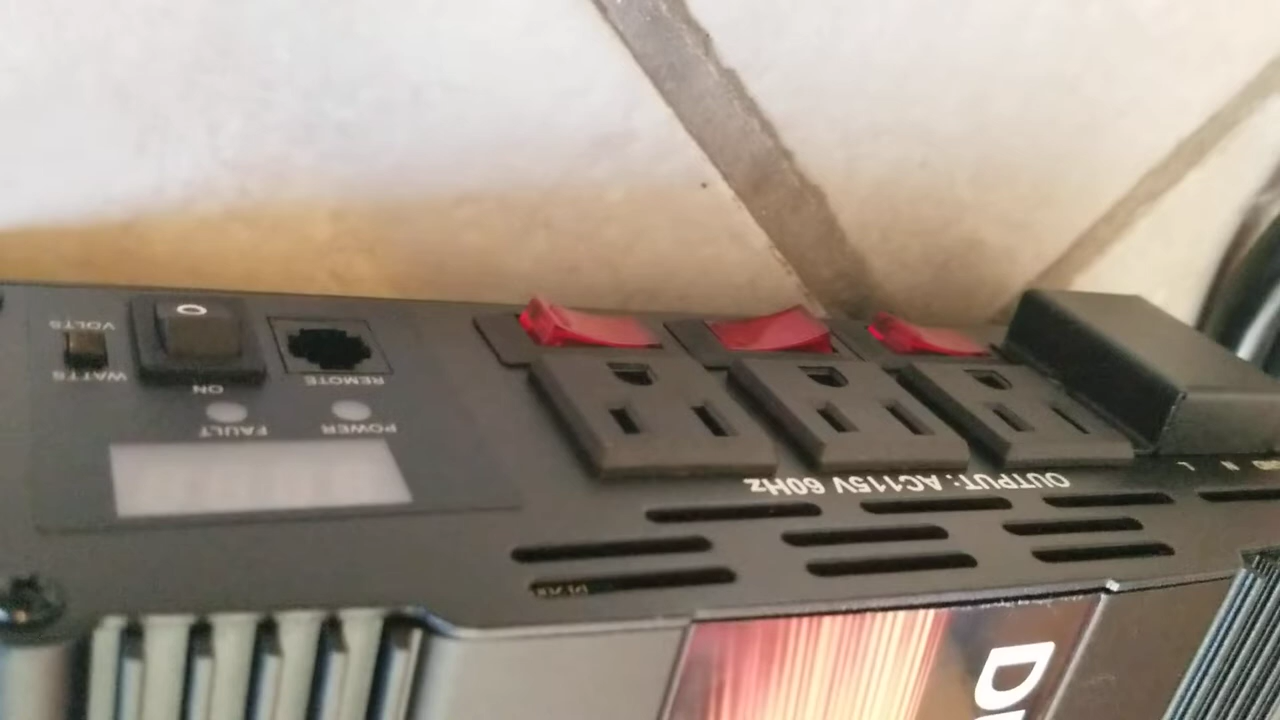 VOLTS
WATTS
ON
REMOTE
FAULT
POWER
OUTPUT: AC115V 60Hz
L
N